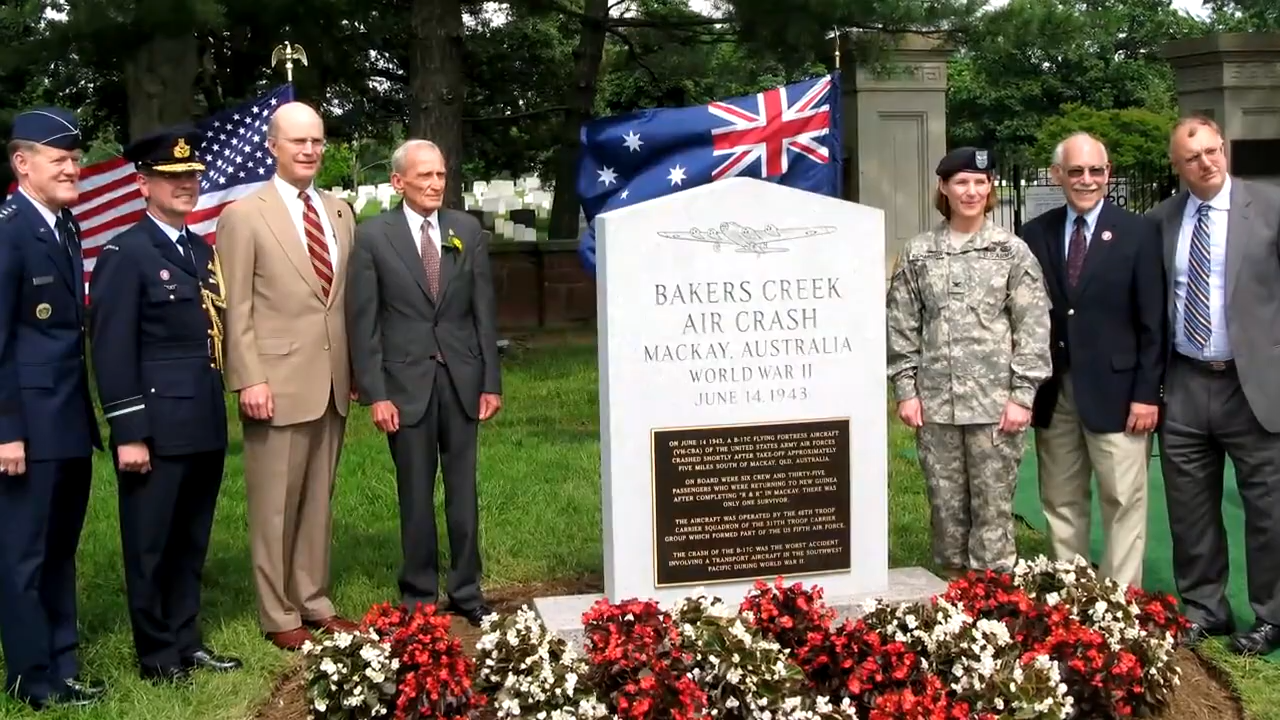 BAKERS CREEK
AIR CRASH
MACKAY, AUSTRALIA
WORLD WAR II
JUNE 14, 1943
ON JUNE 14 1943, A B-17C FLYING FORTRESS AIRCRAFT
(VH-CBA) OF THE UNITED STATES ARMY AIR FORCES
CRASHED SHORTLY AFTER TAKE-OFF APPROXIMATELY
FIVE MILES SOUTH OF MACKAY, QLD, AUSTRALIA.
ON BOARD WERE SIX CREW AND THIRTY-FIVE
PASSENGERS WHO WERE RETURNING TO NEW GUINEA
AFTER COMPLETING "R & R" IN MACKAY. THERE WAS
ONLY ONE SURVIVOR.
THE AIRCRAFT WAS OPERATED BY THE 46TH TROOP
CARRIER SQUADRON OF THE 317TH TROOP CARRIER
GROUP WHICH FORMED PART OF THE US FIFTH AIR FORCE.
THE CRASH OF THE B-17C WAS THE WORST ACCIDENT
INVOLVING A TRANSPORT AIRCRAFT IN THE SOUTHWEST
PACIFIC DURING WORLD WAR II.
U.S. ARMY